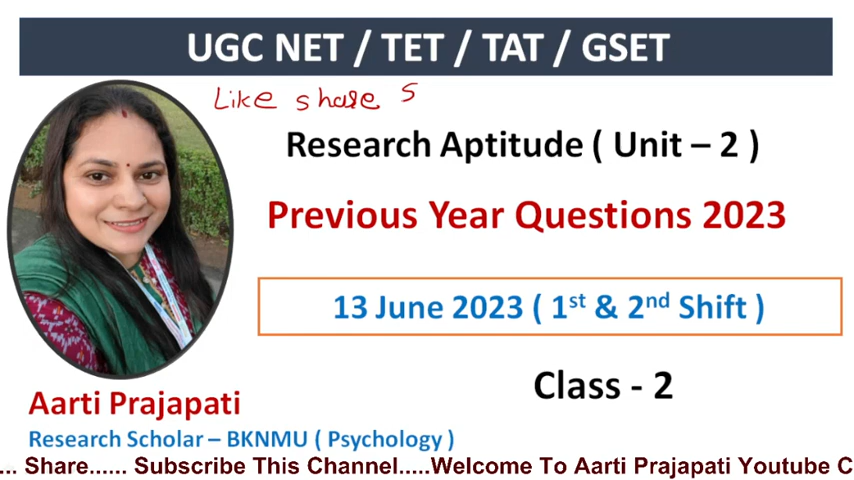 UGC NET / TET / TAT / GSET
Like share S
Research Aptitude ( Unit – 2 )
Previous Year Questions 2023
13 June 2023 ( 1st & 2nd Shift )
Class - 2
Aarti Prajapati
Research Scholar – BKNMU ( Psychology )
... Share...... Subscribe This Channel.....Welcome To Aarti Prajapati Youtube C